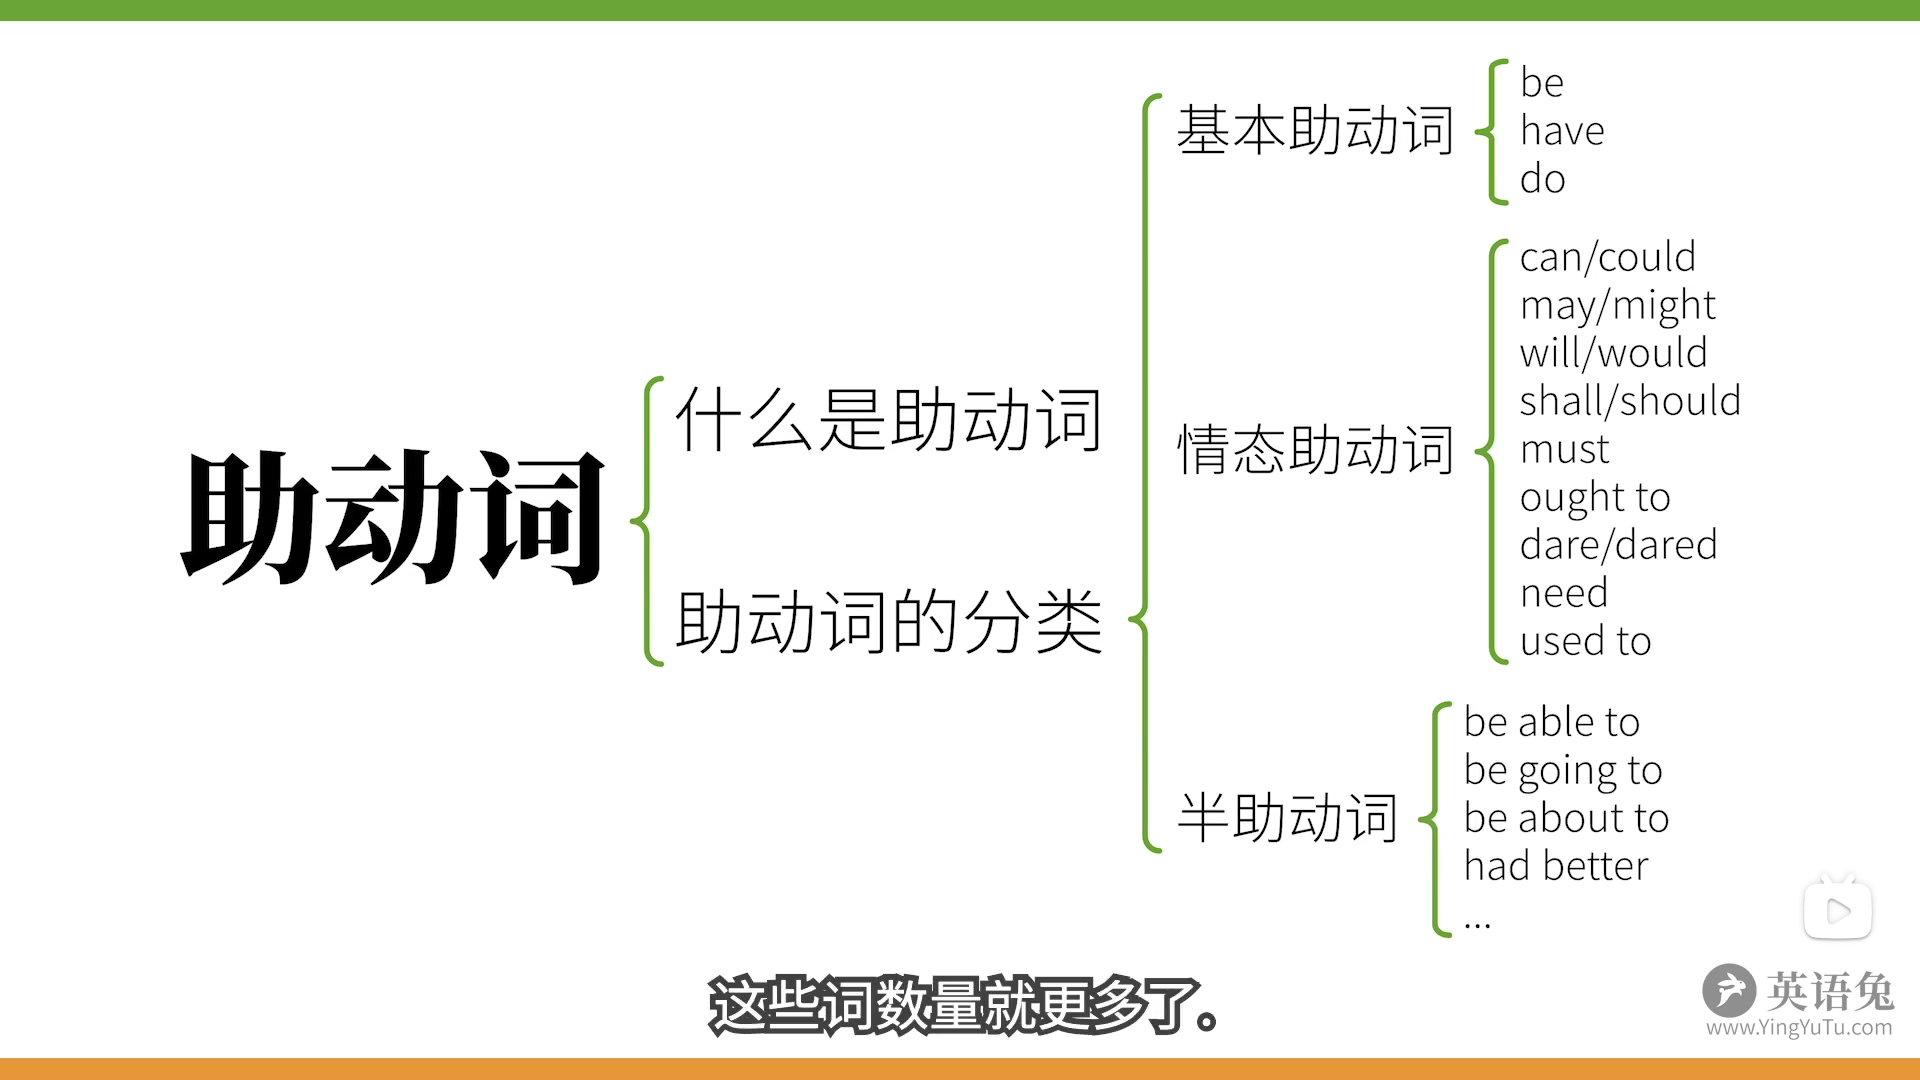 助动词
什么是助动词
助动词的分类
基本助动词
be
have
do
情态助动词
can/could
may/might
will/would
shall/should
must
ought to
dare/dared
need
used to
半助动词
be able to
be going to
be about to
had better
...
这些词数量就更多了。
英语兔
www.YingYuTu.com